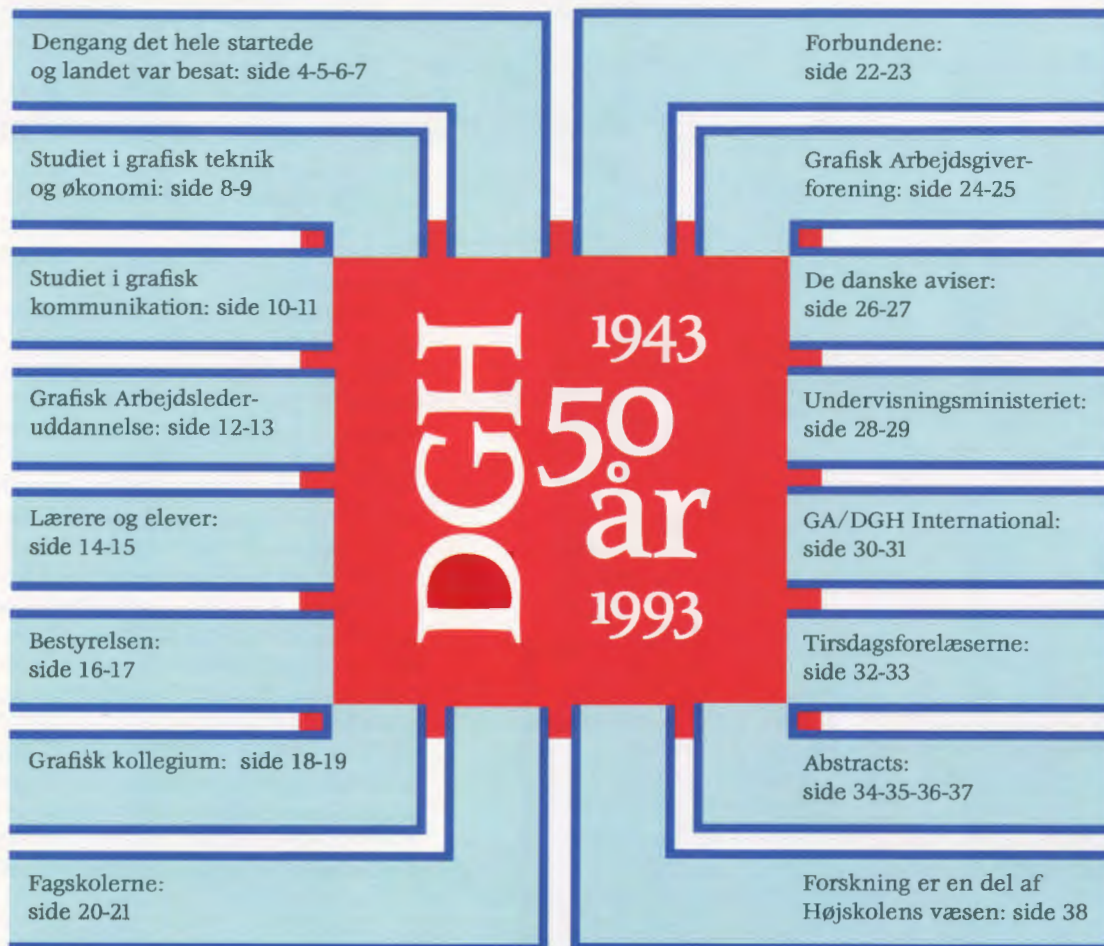 Dengang det hele startede
og landet var besat: side 4-5-6-7
Studiet i grafisk teknik
og økonomi: side 8-9
Studiet i grafisk
kommunikation: side 10-11
Grafisk Arbejdsleder-
uddannelse: side 12-13
Lærere og elever:
side 14-15
Bestyrelsen:
side 16-17
Grafisk kollegium: side 18-19
Fagskolerne:
side 20-21
DGH
1943
50
år
1993
Forbundene:
side 22-23
Grafisk Arbejdsgiver-
forening: side 24-25
De danske aviser:
side 26-27
Undervisningsministeriet:
side 28-29
GA/DGH International:
side 30-31
Tirsdagsforelæserne:
side 32-33
Abstracts:
side 34-35-36-37
Forskning er en del af
Højskolens væsen: side 38